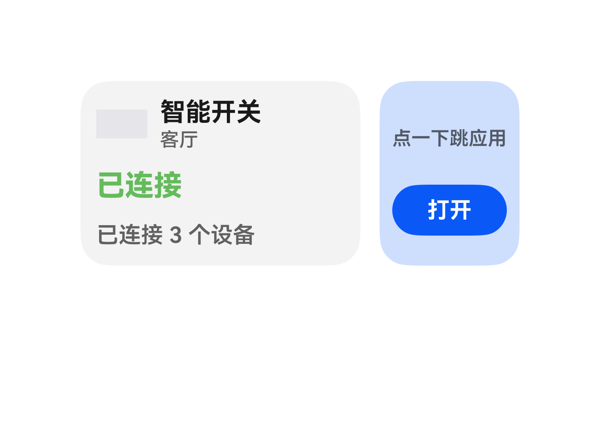 智能开关
客厅
已连接
已连接 3 个设备
点一下跳应用
打开